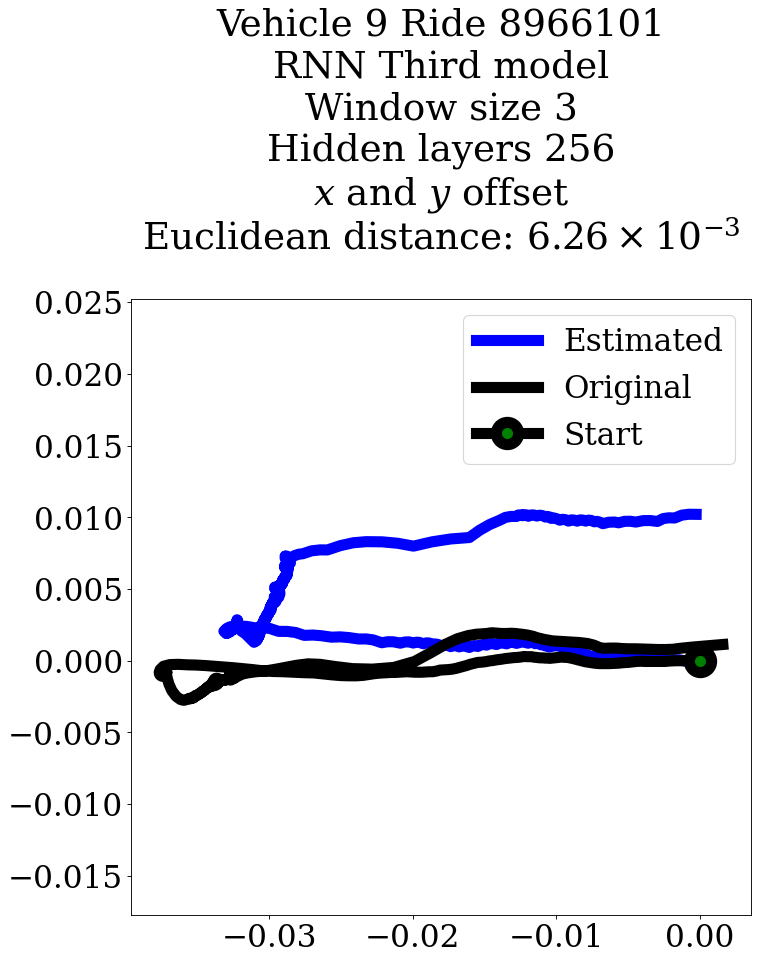 Vehicle 9 Ride 8966101
RNN Third model
Window size 3
Hidden layers 256
x and y offset
Euclidean distance: 6.26 × 10⁻³
0.025
0.020
0.015
0.010
0.005
0.000
−0.005
−0.010
−0.015
Estimated
Original
Start
−0.03
−0.02
−0.01
0.00